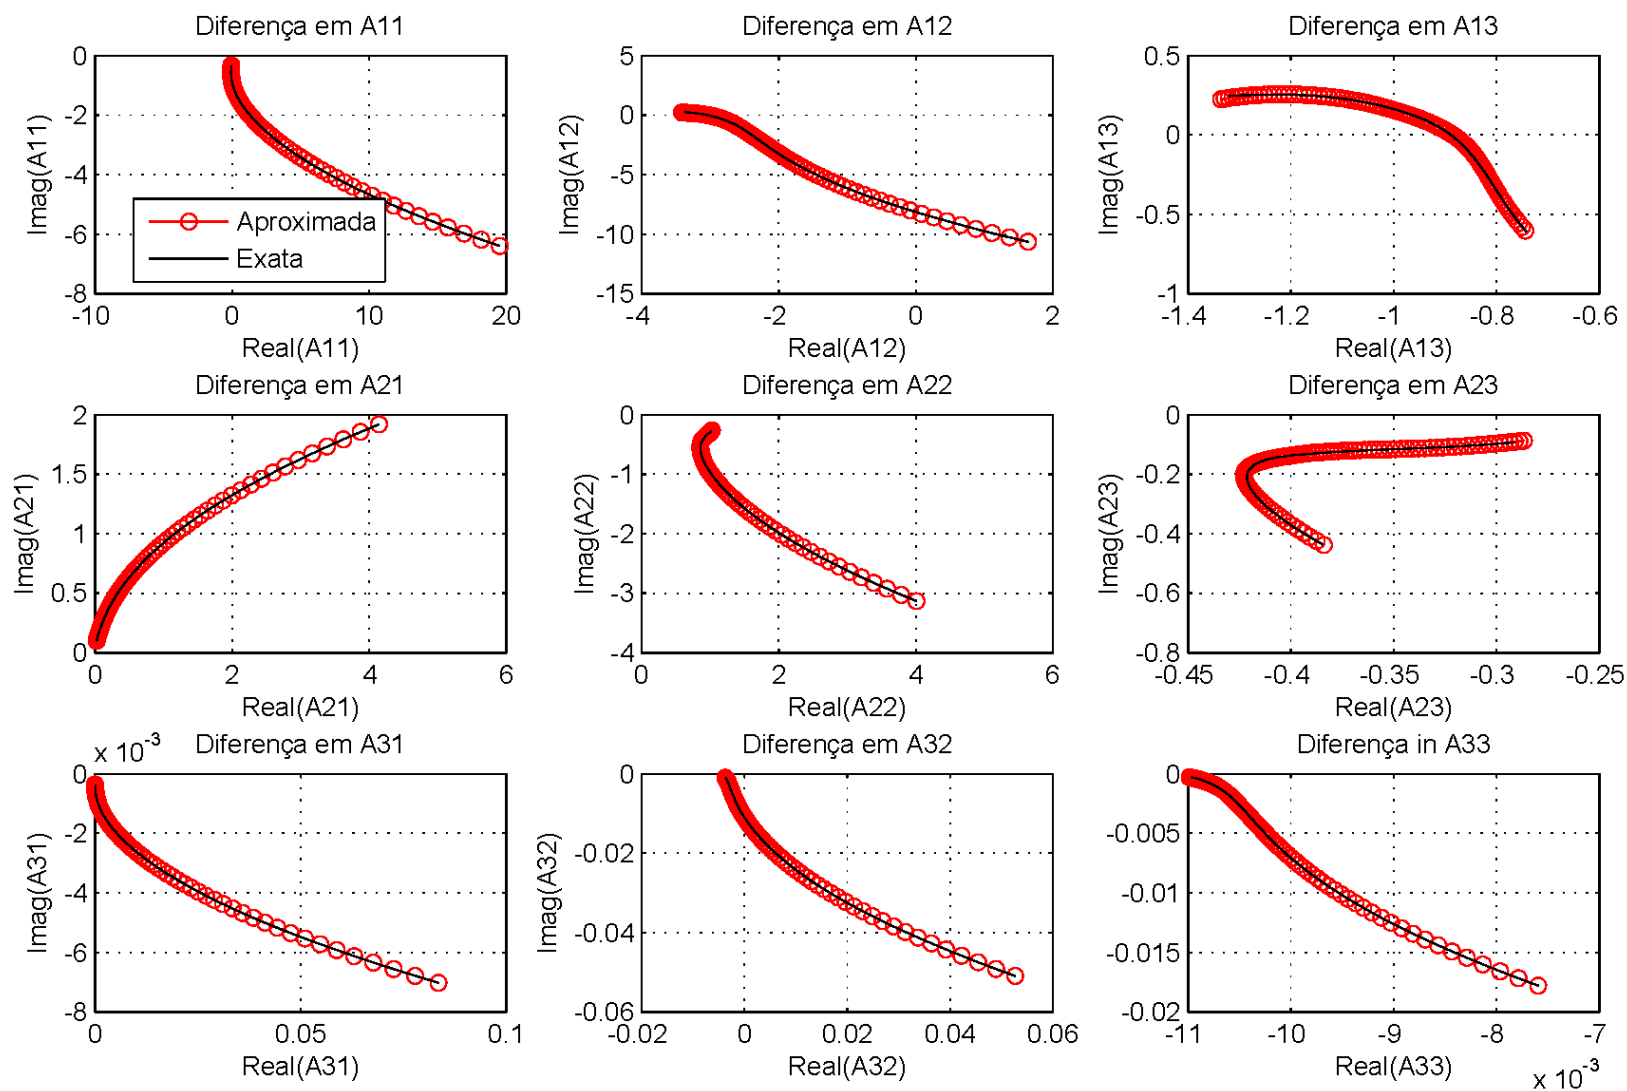 Diferença em A11
Diferença em A12
Diferença em A13
0
-2
-4
-6
-8
Imag(A11)
Aproximada
Exata
-10
0
10
20
Real(A11)
5
0
-5
-10
-15
Imag(A12)
-4
-2
0
2
Real(A12)
0.5
0
-0.5
-1
Imag(A13)
-1.4
-1.2
-1
-0.8
-0.6
Real(A13)
Diferença em A21
Diferença em A22
Diferença em A23
2
1.5
1
0.5
0
Imag(A21)
0
2
4
6
Real(A21)
0
-1
-2
-3
-4
Imag(A22)
0
2
4
6
Real(A22)
0
-0.2
-0.4
-0.6
-0.8
Imag(A23)
-0.45
-0.4
-0.35
-0.3
-0.25
Real(A23)
x 10-3
Diferença em A31
Diferença em A32
Diferença in A33
0
-2
-4
-6
-8
Imag(A31)
0
0.05
0.1
Real(A31)
0
-0.02
-0.04
-0.06
Imag(A32)
-0.02
0
0.02
0.04
0.06
Real(A32)
0
-0.005
-0.01
-0.015
-0.02
Imag(A33)
-11
-10
-9
-8
-7
Real(A33)
x 10-3